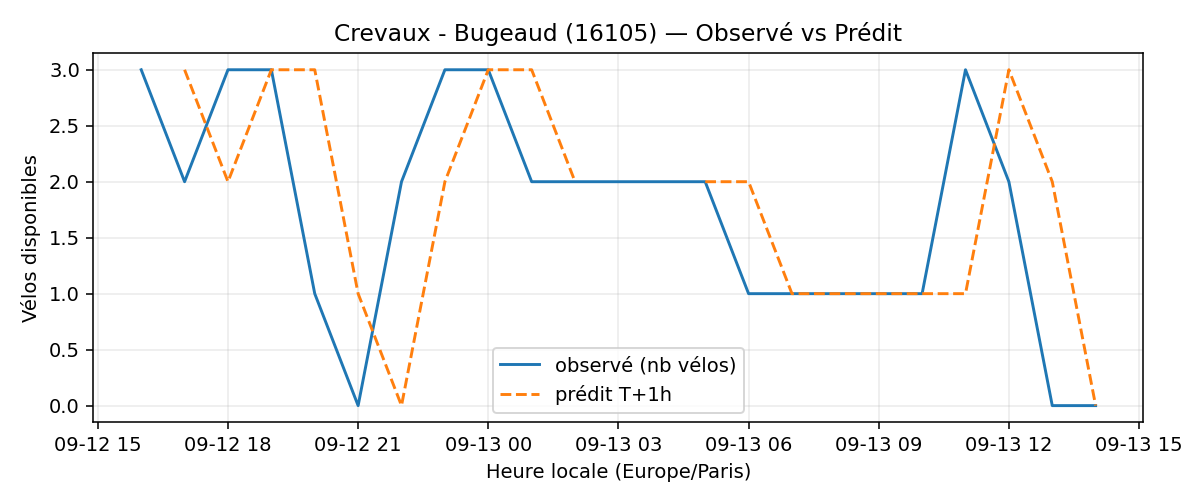 Crevaux - Bugeaud (16105) — Observé vs Prédit
Vélos disponibles
3.0
2.5
2.0
1.5
1.0
0.5
0.0
observé (nb vélos)
prédit T+1h
09-12 15 09-12 18 09-12 21 09-13 00 09-13 03 09-13 06 09-13 09 09-13 12 09-13 15
Heure locale (Europe/Paris)